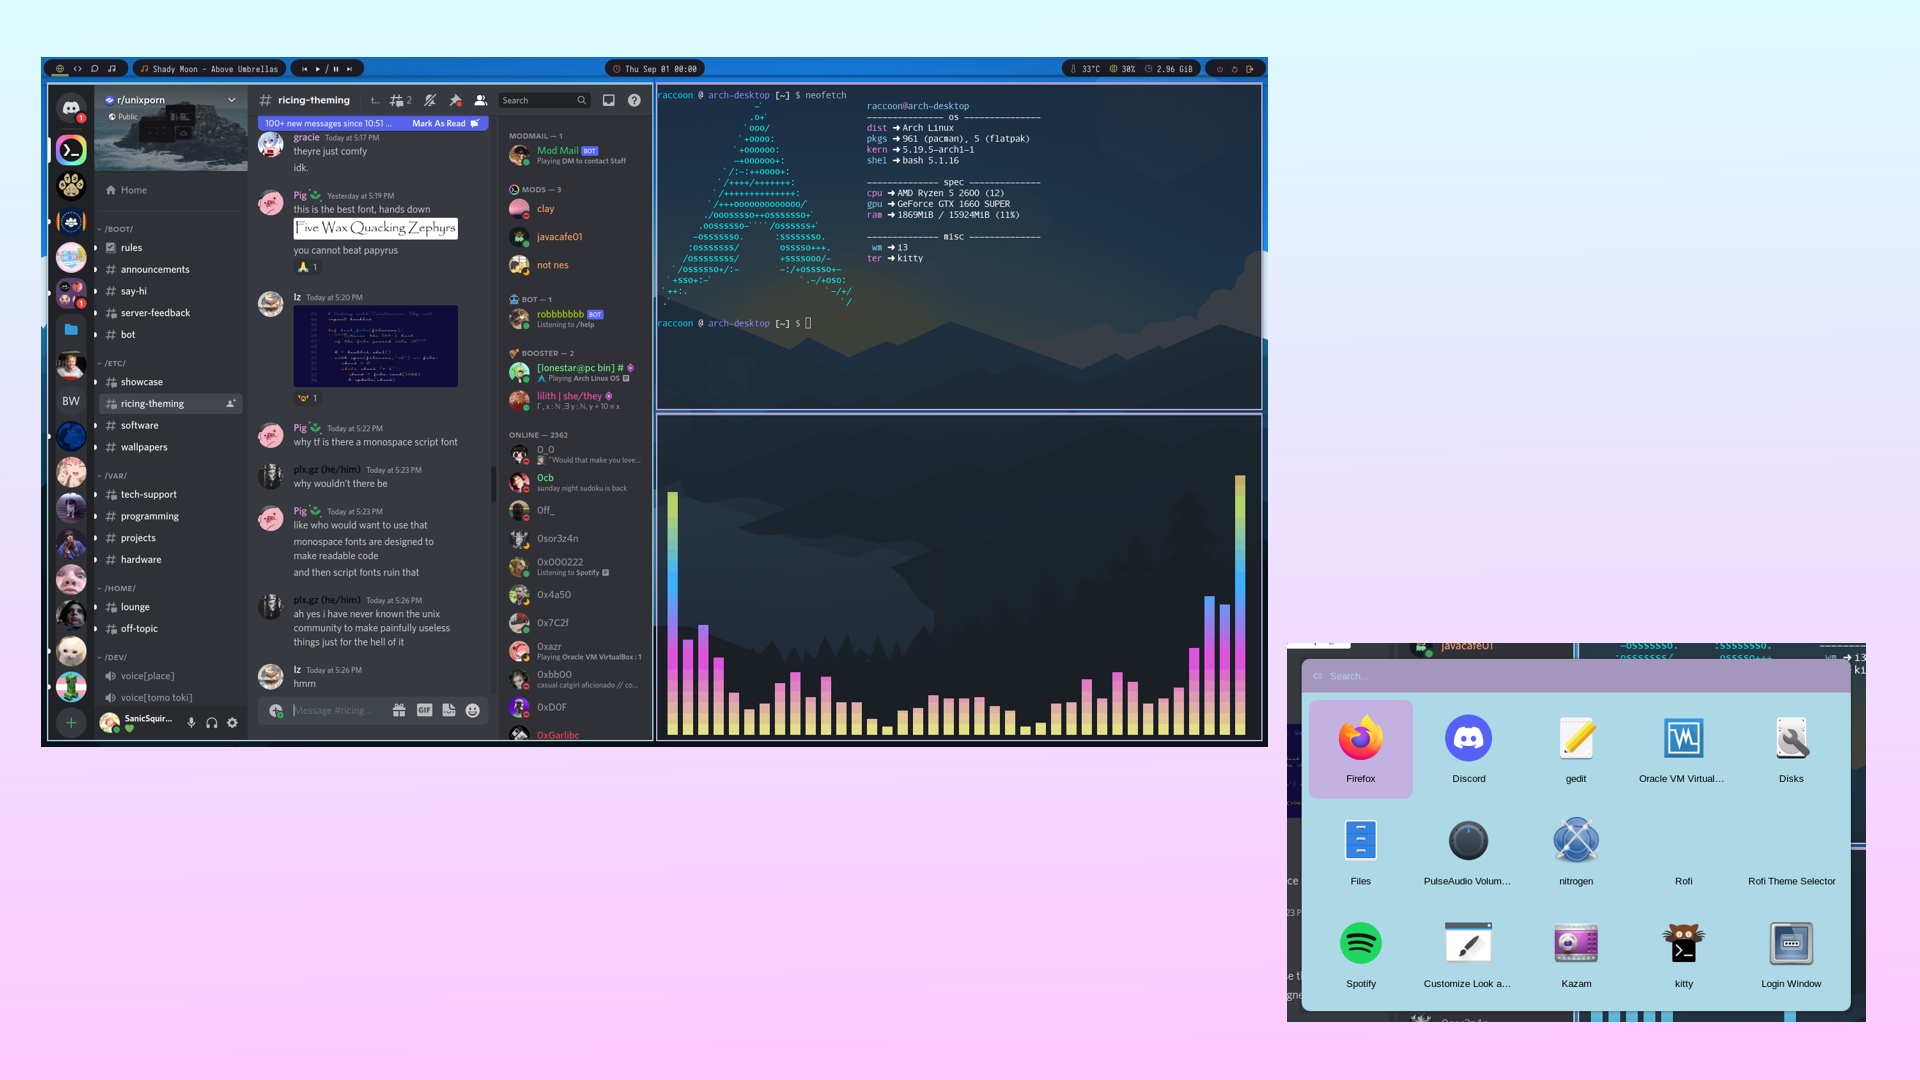 Shady Moon - Above Umbrellas
Thu Sep 01 00:00
33°C
30%
2.96 GiB
r/unixporn
Public
Home
/BOOT/
rules
announcements
say-hi
server-feedback
bot
/ETC/
showcase
BW
ricing-theming
software
wallpapers
/VAR/
tech-support
programming
projects
hardware
/HOME/
lounge
off-topic
/DEV/
voice[place]
voice[tomo toki]
SanicSquir...
ricing-theming
t...
2
Search
100+ new messages since 10:51 ...
Mark As Read
gracie Today at 5:17 PM
theyre just comfy
idk.
Pig Yesterday at 5:19 PM
this is the best font, hands down
Five Wax Quacking Zephyrs
you cannot beat papyrus
1
lz Today at 5:20 PM
1
Pig Today at 5:22 PM
why tf is there a monospace script font
plx.gz (he/him) Today at 5:23 PM
why wouldn't there be
Pig Today at 5:23 PM
like who would want to use that
monospace fonts are designed to
make readable code
and then script fonts ruin that
plx.gz (he/him) Today at 5:26 PM
ah yes i have never known the unix
community to make painfully useless
things just for the hell of it
lz Today at 5:26 PM
hmm
Message #ricing...
GIF
MODMAIL — 1
Mod Mail BOT
Playing DM to contact Staff
MODS — 3
clay
javacafe01
not nes
BOT — 1
robbbbbbb BOT
Listening to /help
BOOSTER — 2
[lonestar@pc bin] #
Playing Arch Linux OS
lilith | she/they
ONLINE — 2362
0_0
"Would that make you love...
0cb
sunday night sudoku is back
0ff_
0sor3z4n
0x000222
Listening to Spotify
0x4a50
0x7C2f
0xazr
Playing Oracle VM VirtualBox : 1
0xbb00
casual catgirl aficionado // co...
0xD0F
0xGarlibc
raccoon @ arch-desktop [~] $ neofetch
raccoon@arch-desktop
--------------- os ---------------
dist ➜ Arch Linux
pkgs ➜ 961 (pacman), 5 (flatpak)
kern ➜ 5.19.5-arch1-1
shel ➜ bash 5.1.16
-------------- spec --------------
cpu ➜ AMD Ryzen 5 2600 (12)
gpu ➜ GeForce GTX 1660 SUPER
ram ➜ 1869MiB / 15924MiB (11%)
-------------- misc --------------
wm ➜ i3
ter ➜ kitty
raccoon @ arch-desktop [~] $
javacafe01
wm ➜ i3
Search...
Firefox
Discord
gedit
Oracle VM Virtual...
Disks
Files
PulseAudio Volum...
nitrogen
Rofi
Rofi Theme Selector
Spotify
Customize Look a...
Kazam
kitty
Login Window